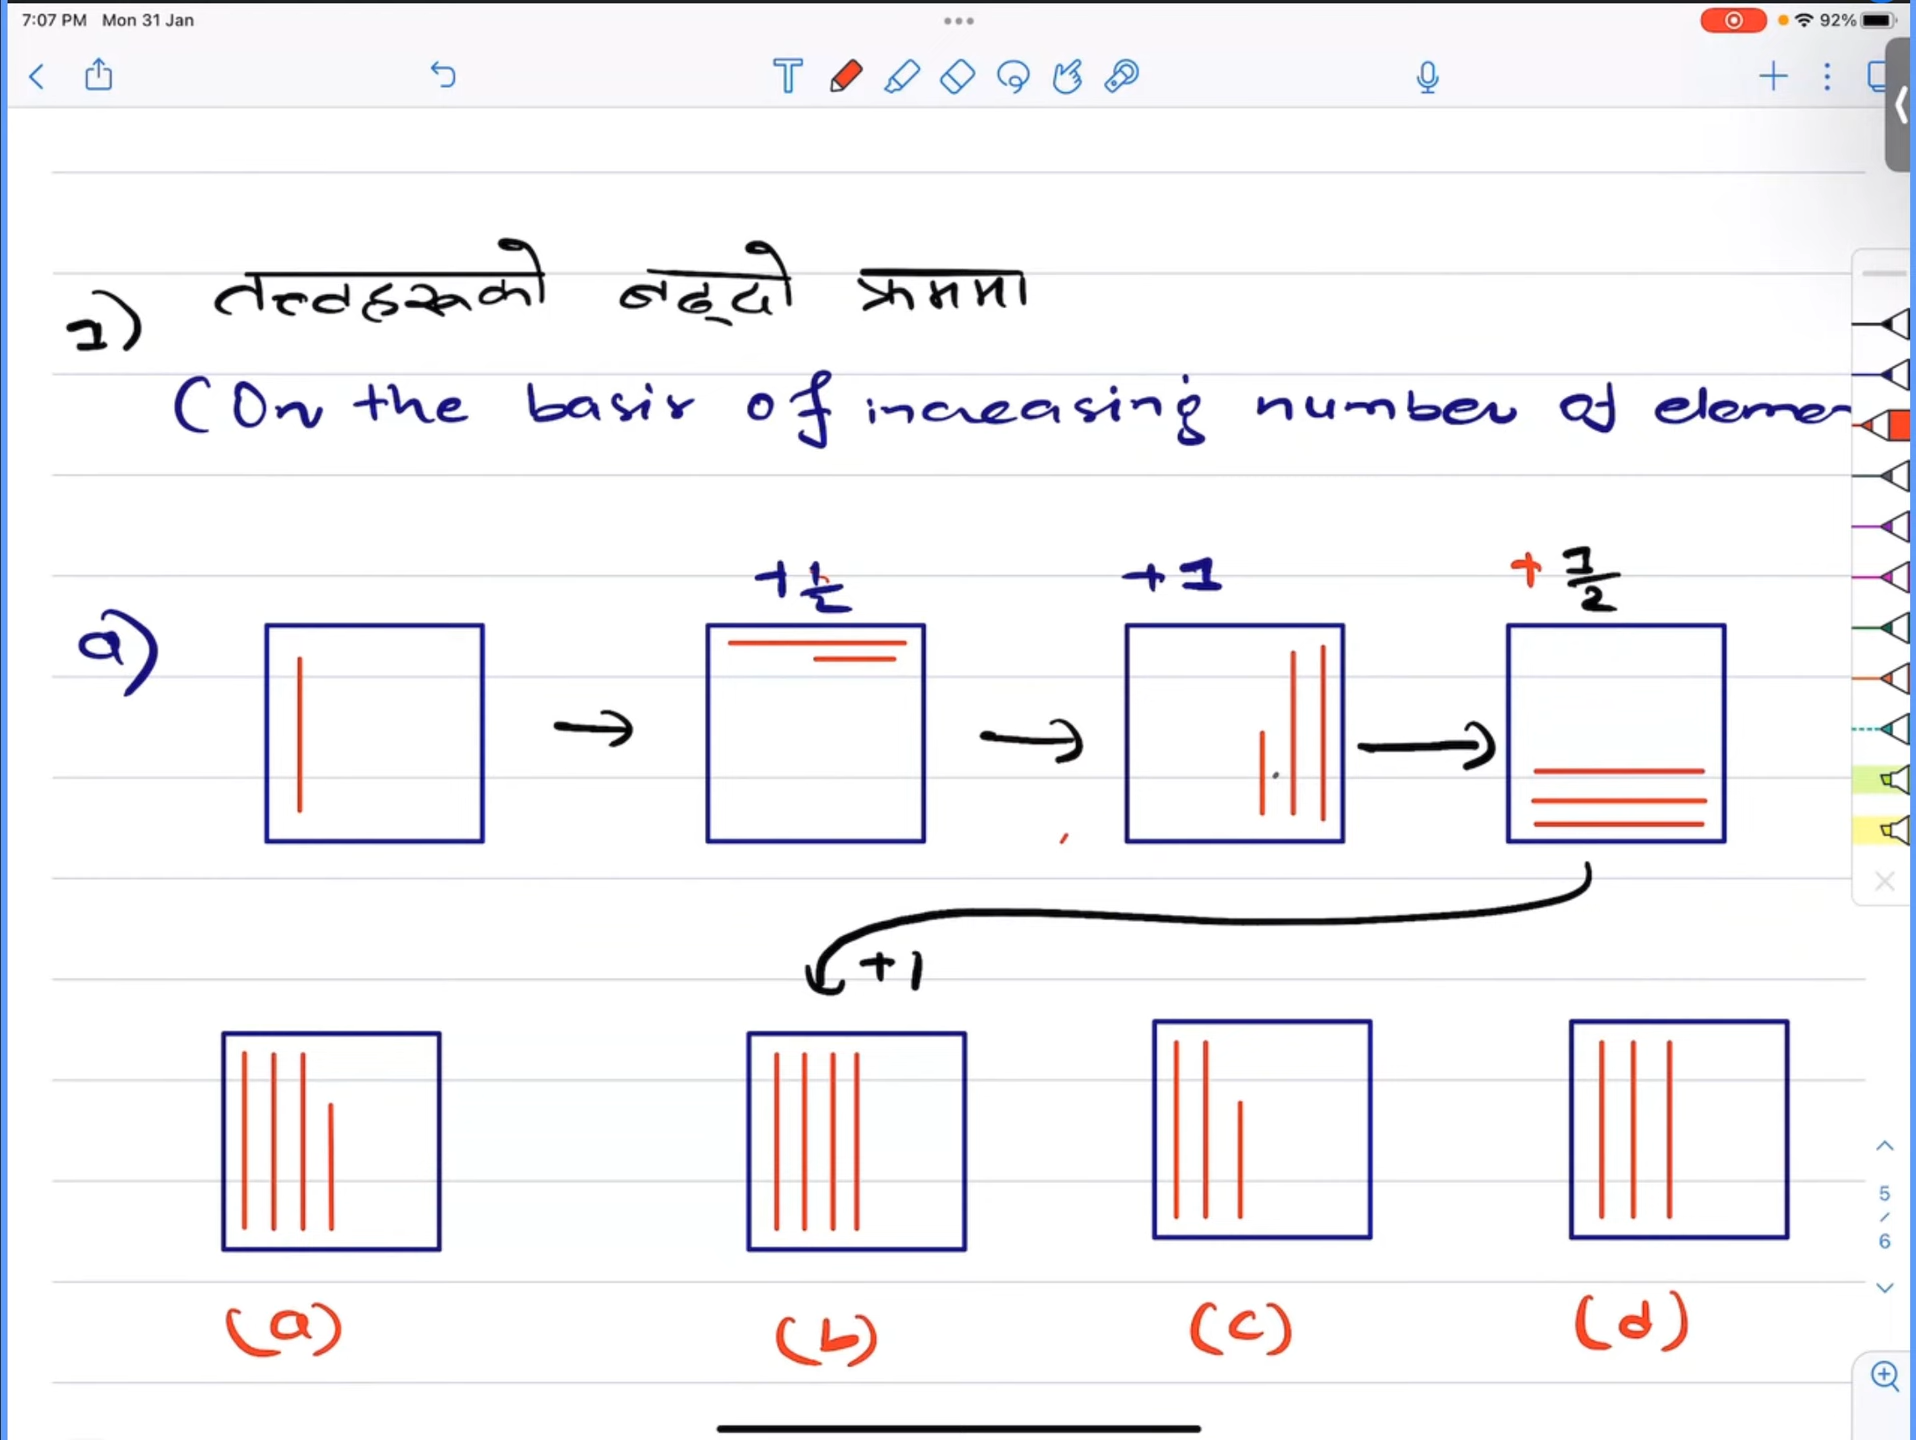 7:07 PM Mon 31 Jan
92%
1) तत्त्वहरूको बढ्दो क्रममा
(On the basis of increasing number of elemen
+1/2 +1 +1/2
a)
+1
5
/
6
(a) (b) (c) (d)